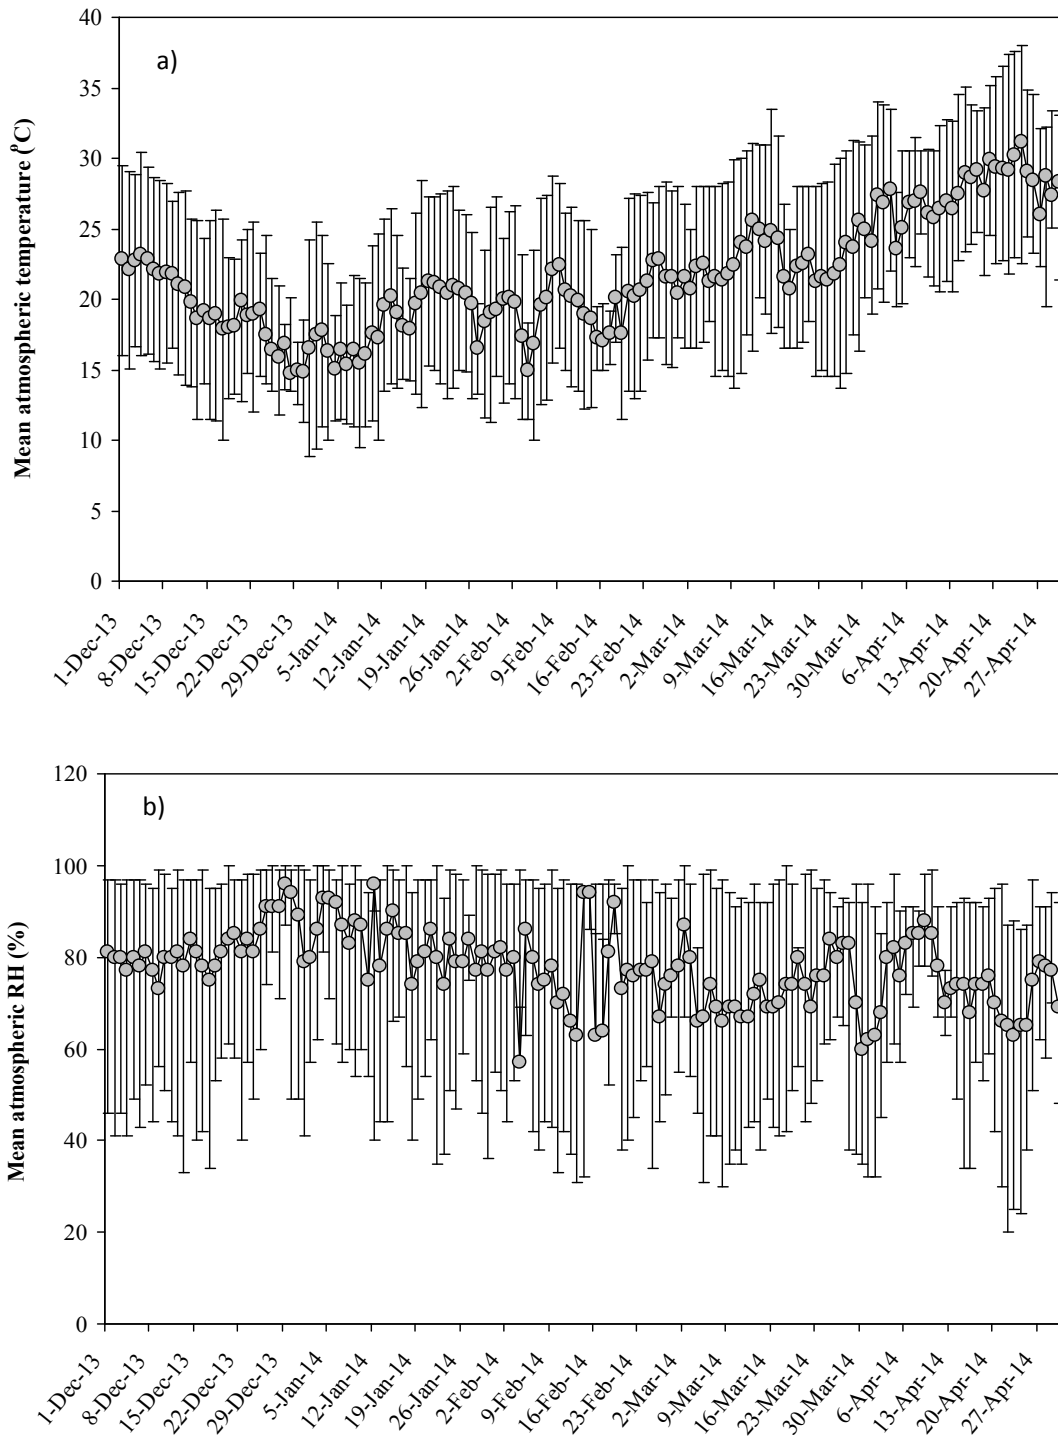 40
a)
35
30
25
20
15
10
5
0
Mean atmospheric temperature (⁰C)
1-Dec-13
8-Dec-13
15-Dec-13
22-Dec-13
29-Dec-13
5-Jan-14
12-Jan-14
19-Jan-14
26-Jan-14
2-Feb-14
9-Feb-14
16-Feb-14
23-Feb-14
2-Mar-14
9-Mar-14
16-Mar-14
23-Mar-14
30-Mar-14
6-Apr-14
13-Apr-14
20-Apr-14
27-Apr-14
120
b)
100
80
60
40
20
0
Mean atmospheric RH (%)
1-Dec-13
8-Dec-13
15-Dec-13
22-Dec-13
29-Dec-13
5-Jan-14
12-Jan-14
19-Jan-14
26-Jan-14
2-Feb-14
9-Feb-14
16-Feb-14
23-Feb-14
2-Mar-14
9-Mar-14
16-Mar-14
23-Mar-14
30-Mar-14
6-Apr-14
13-Apr-14
20-Apr-14
27-Apr-14